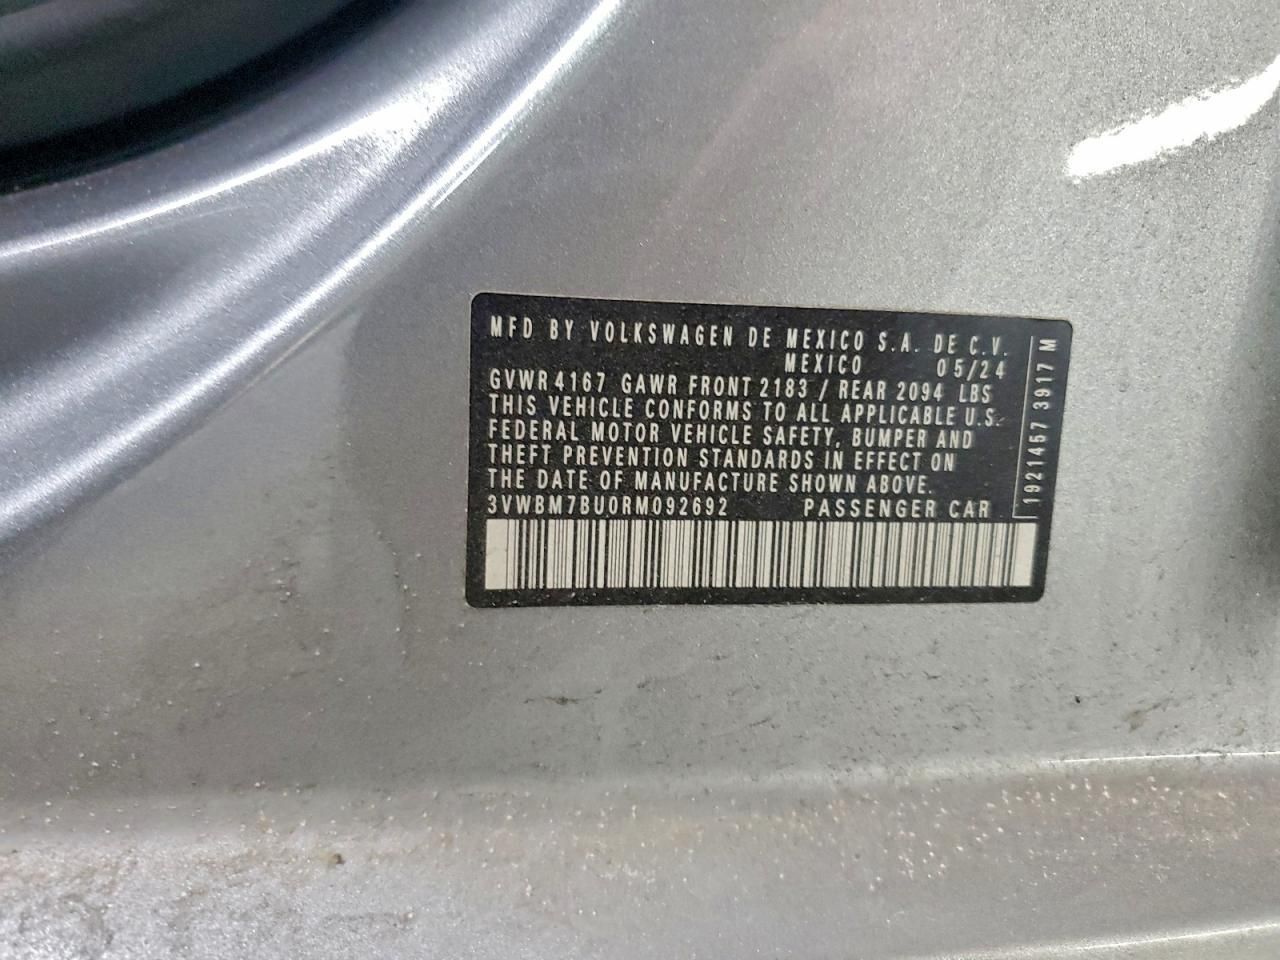 MFD BY VOLKSWAGEN DE MEXICO S.A. DE C.V.
MEXICO 05/24
GVWR 4167 GAWR FRONT 2183 / REAR 2094 LBS
THIS VEHICLE CONFORMS TO ALL APPLICABLE U.S.
FEDERAL MOTOR VEHICLE SAFETY, BUMPER AND
THEFT PREVENTION STANDARDS IN EFFECT ON
THE DATE OF MANUFACTURE SHOWN ABOVE.
3VWBM7BU0RM092692 PASSENGER CAR
1921457 3917 M